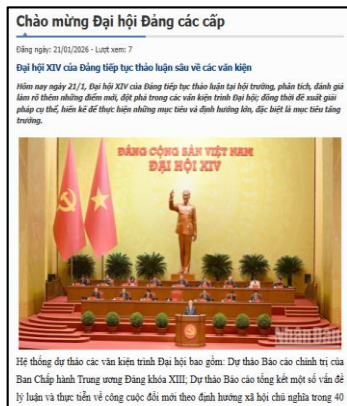 Chào mừng Đại hội Đảng các cấp
Đăng ngày: 21/01/2026 - Lượt xem: 7
Đại hội XIV của Đảng tiếp tục thảo luận sâu về các văn kiện
Hôm nay ngày 21/1, Đại hội XIV của Đảng tiếp tục thảo luận tại hội trường, phân tích, đánh giá
làm rõ thêm những điểm mới, đột phá trong các văn kiện trình Đại hội; đồng thời đề xuất giải
pháp cụ thể, hiến kế để thực hiện những mục tiêu và định hướng lớn, đặc biệt là mục tiêu tăng
trưởng.
ĐẢNG CỘNG SẢN VIỆT NAM
ĐẠI HỘI XIV
NhânDân
Hệ thống dự thảo các văn kiện trình Đại hội bao gồm: Dự thảo Báo cáo chính trị của
Ban Chấp hành Trung ương Đảng khóa XIII; Dự thảo Báo cáo tổng kết một số vấn đề
lý luận và thực tiễn về công cuộc đổi mới theo định hướng xã hội chủ nghĩa trong 40